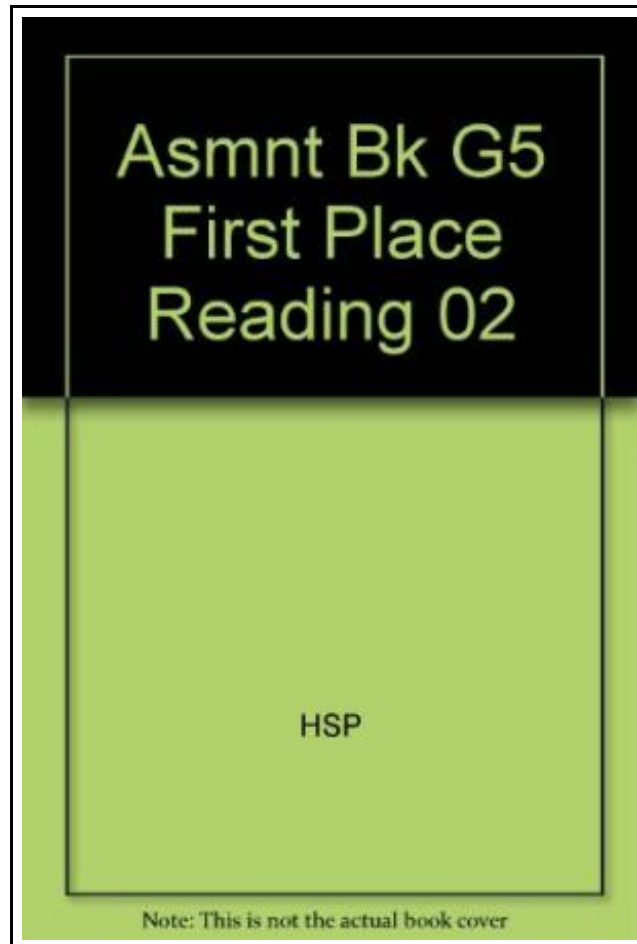 Asmnt Bk G5
First Place
Reading 02
HSP
Note: This is not the actual book cover